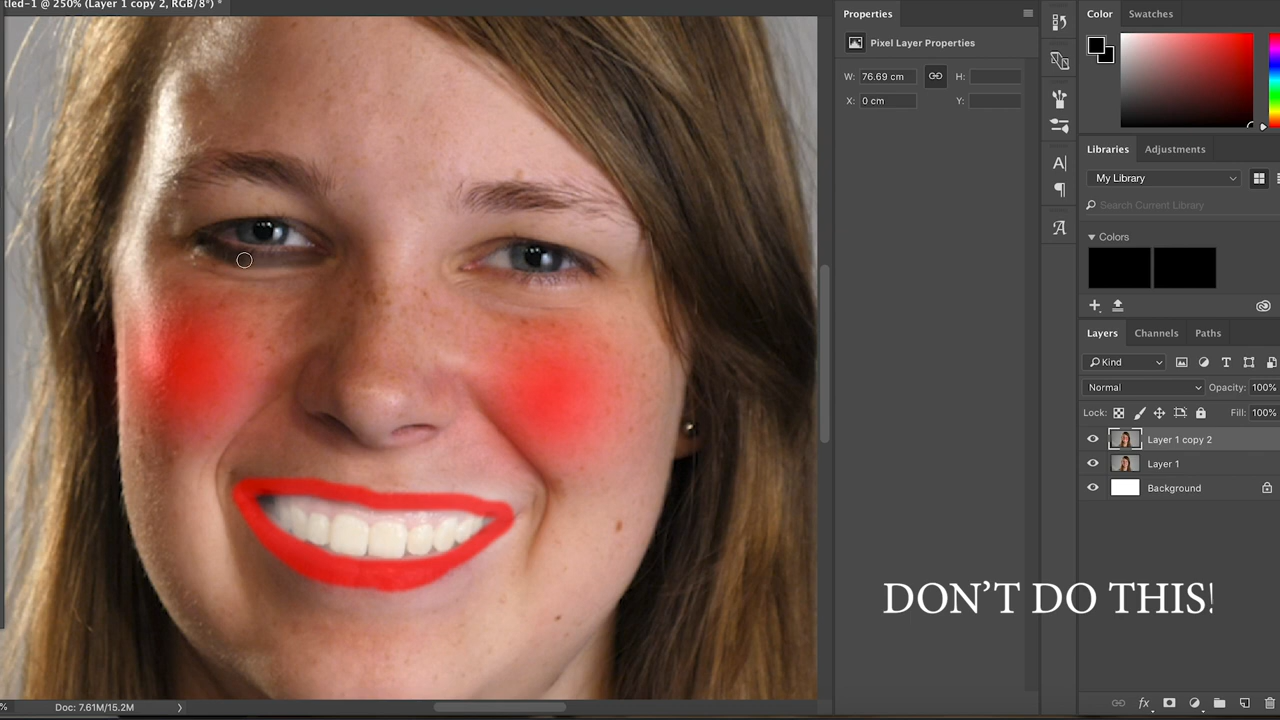 tled-1 @ 250% (Layer 1 copy 2, RGB/8*) *
Properties
Pixel Layer Properties
W: 76.69 cm
H:
X: 0 cm
Y:
Color
Swatches
Libraries
Adjustments
My Library
Search Current Library
Colors
Layers
Channels
Paths
Kind
Normal
Opacity: 100%
Lock:
Fill: 100%
Layer 1 copy 2
Layer 1
Background
DON'T DO THIS!
%
Doc: 7.61M/15.2M
fx